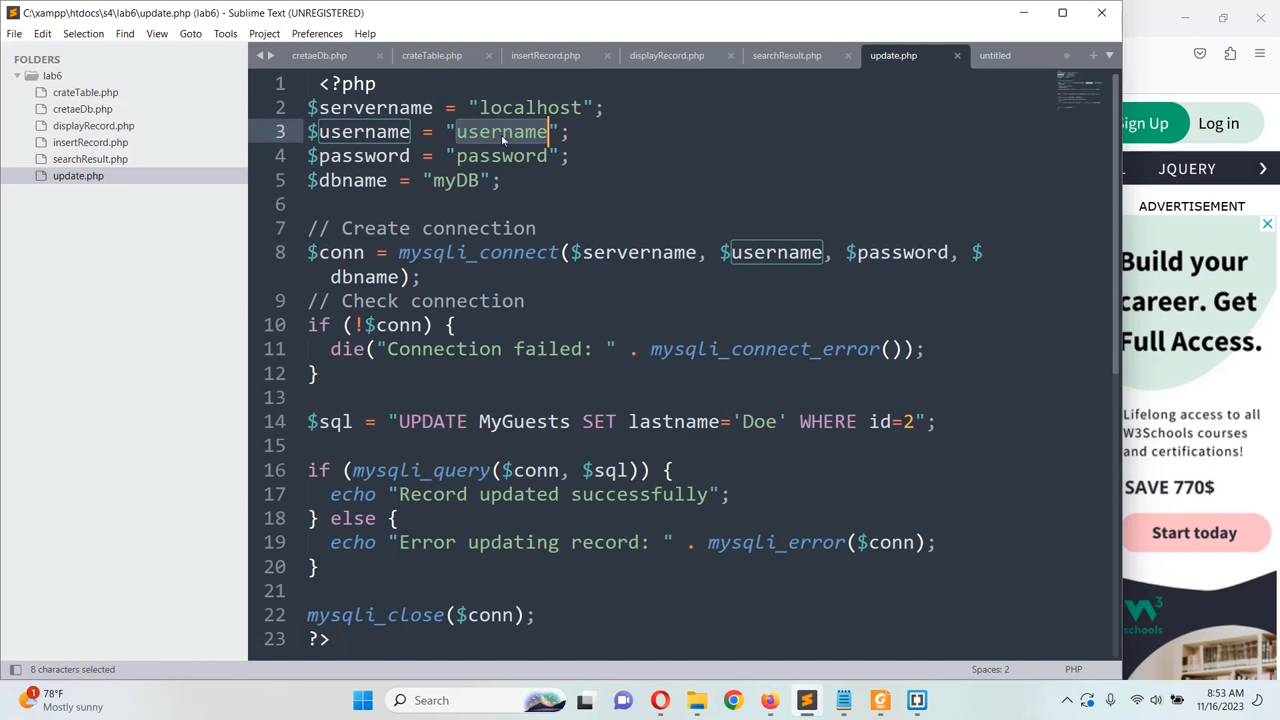 C:\xampp\htdocs\s4\lab6\update.php (lab6) - Sublime Text (UNREGISTERED)
File Edit Selection Find View Goto Tools Project Preferences Help
FOLDERS
lab6
crateTable.php
cretaeDb.php
displayRecord.php
insertRecord.php
searchResult.php
update.php
cretaeDb.php crateTable.php insertRecord.php displayRecord.php searchResult.php update.php untitled
1 <?php
2 $servername = "localhost";
3 $username = "username";
4 $password = "password";
5 $dbname = "myDB";
6
7 // Create connection
8 $conn = mysqli_connect($servername, $username, $password, $
dbname);
9 // Check connection
10 if (!$conn) {
11 die("Connection failed: " . mysqli_connect_error());
12 }
13
14 $sql = "UPDATE MyGuests SET lastname='Doe' WHERE id=2";
15
16 if (mysqli_query($conn, $sql)) {
17 echo "Record updated successfully";
18 } else {
19 echo "Error updating record: " . mysqli_error($conn);
20 }
21
22 mysqli_close($conn);
23 ?>
8 characters selected
Spaces: 2 PHP
Sign Up Log in
JQUERY
ADVERTISEMENT
Build your
career. Get
Full Access.
Lifelong access to all
W3Schools courses
and certifications!
SAVE 770$
Start today
W3
schools
1
78°F
Mostly sunny
Search
8:53 AM
11/16/2023